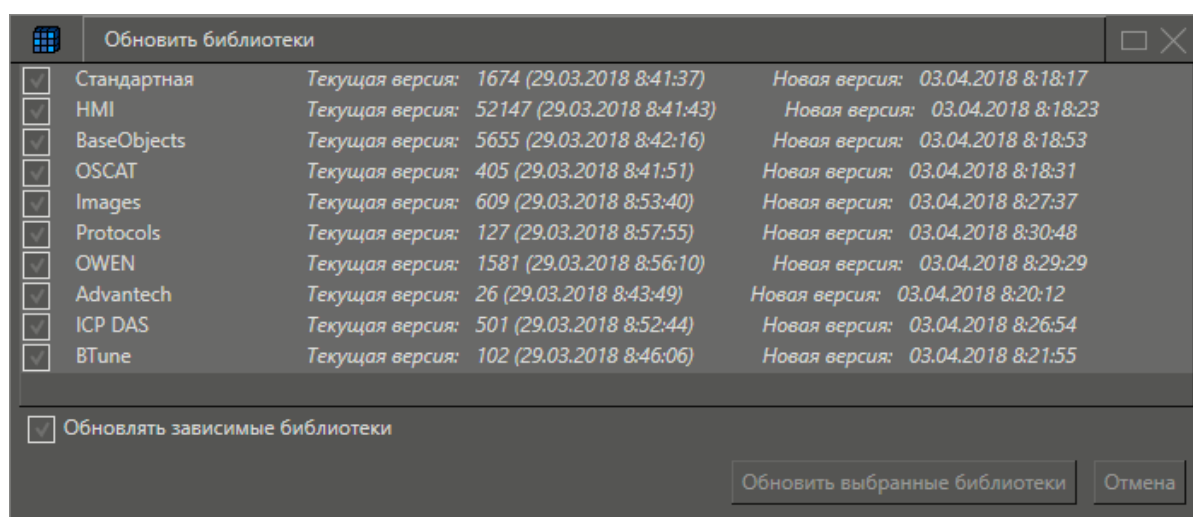 Обновить библиотеки
Стандартная Текущая версия: 1674 (29.03.2018 8:41:37) Новая версия: 03.04.2018 8:18:17
HMI Текущая версия: 52147 (29.03.2018 8:41:43) Новая версия: 03.04.2018 8:18:23
BaseObjects Текущая версия: 5655 (29.03.2018 8:42:16) Новая версия: 03.04.2018 8:18:53
OSCAT Текущая версия: 405 (29.03.2018 8:41:51) Новая версия: 03.04.2018 8:18:31
Images Текущая версия: 609 (29.03.2018 8:53:40) Новая версия: 03.04.2018 8:27:37
Protocols Текущая версия: 127 (29.03.2018 8:57:55) Новая версия: 03.04.2018 8:30:48
OWEN Текущая версия: 1581 (29.03.2018 8:56:10) Новая версия: 03.04.2018 8:29:29
Advantech Текущая версия: 26 (29.03.2018 8:43:49) Новая версия: 03.04.2018 8:20:12
ICP DAS Текущая версия: 501 (29.03.2018 8:52:44) Новая версия: 03.04.2018 8:26:54
BTune Текущая версия: 102 (29.03.2018 8:46:06) Новая версия: 03.04.2018 8:21:55
Обновлять зависимые библиотеки
Обновить выбранные библиотеки Отмена